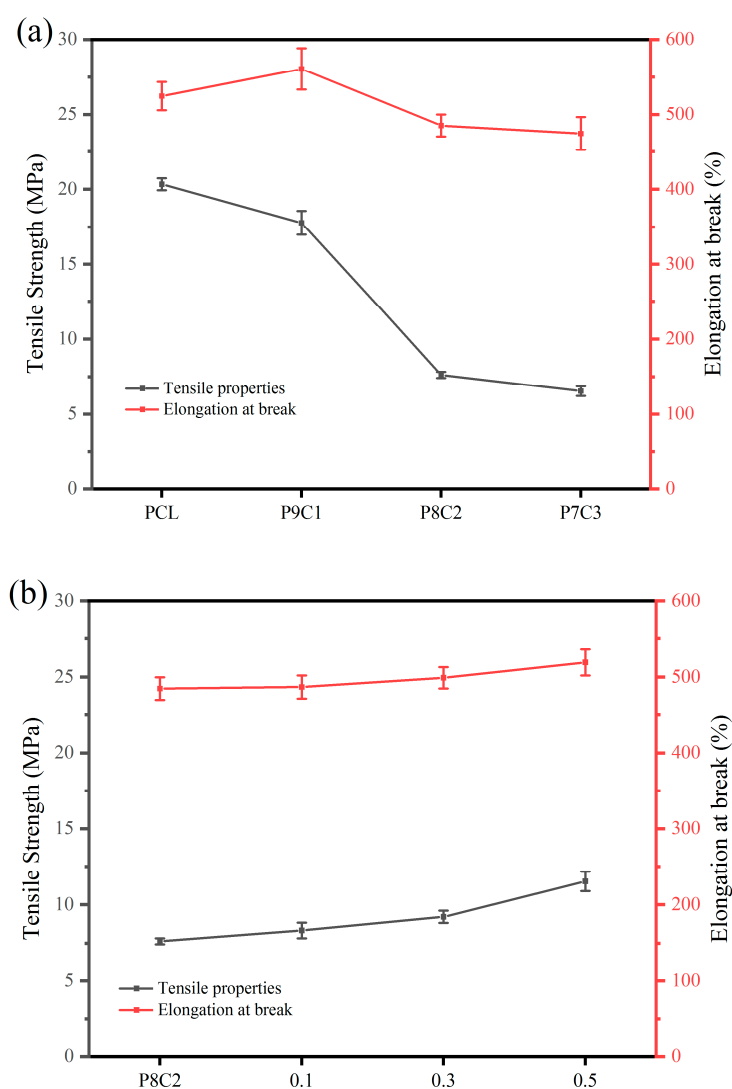 (a)
30
25
20
15
10
5
0
Tensile Strength (MPa)
600
500
400
300
200
100
0
Elongation at break (%)
Tensile properties
Elongation at break
PCL P9C1 P8C2 P7C3
(b)
30
25
20
15
10
5
0
Tensile Strength (MPa)
600
500
400
300
200
100
0
Elongation at break (%)
Tensile properties
Elongation at break
P8C2 0.1 0.3 0.5